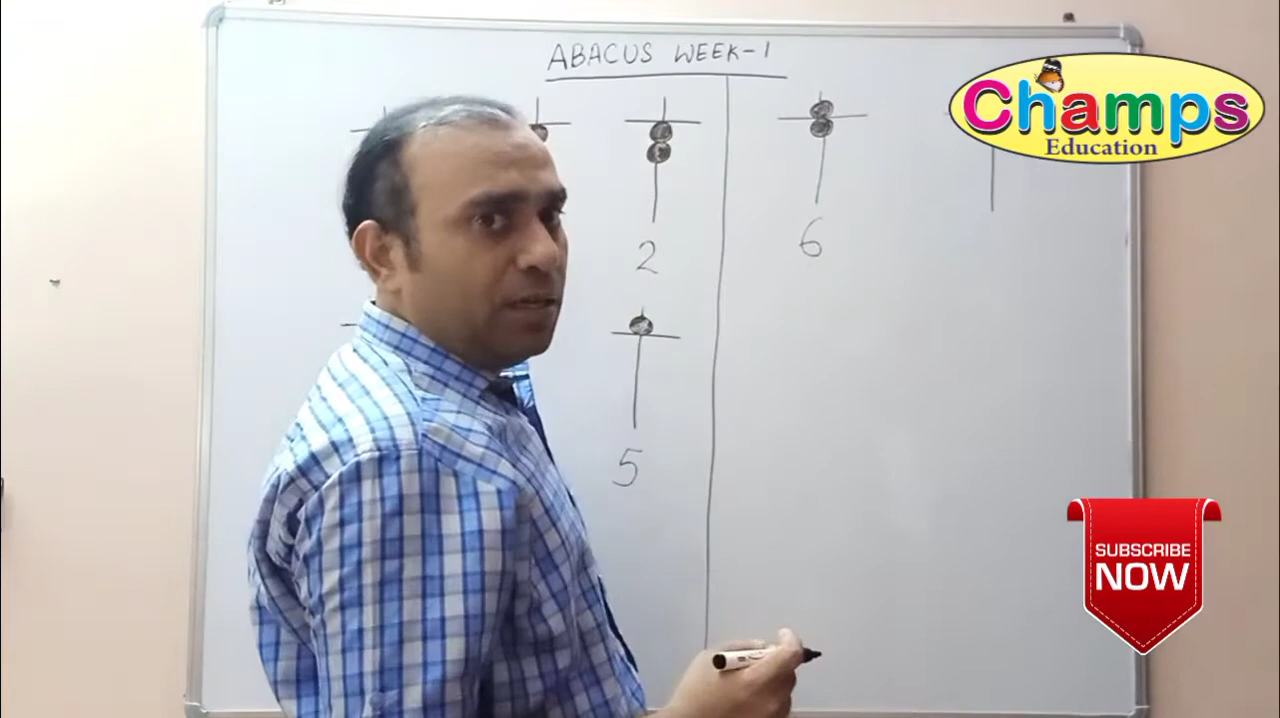 ABACUS WEEK-1
Champs
Education
2
6
5
SUBSCRIBE
NOW